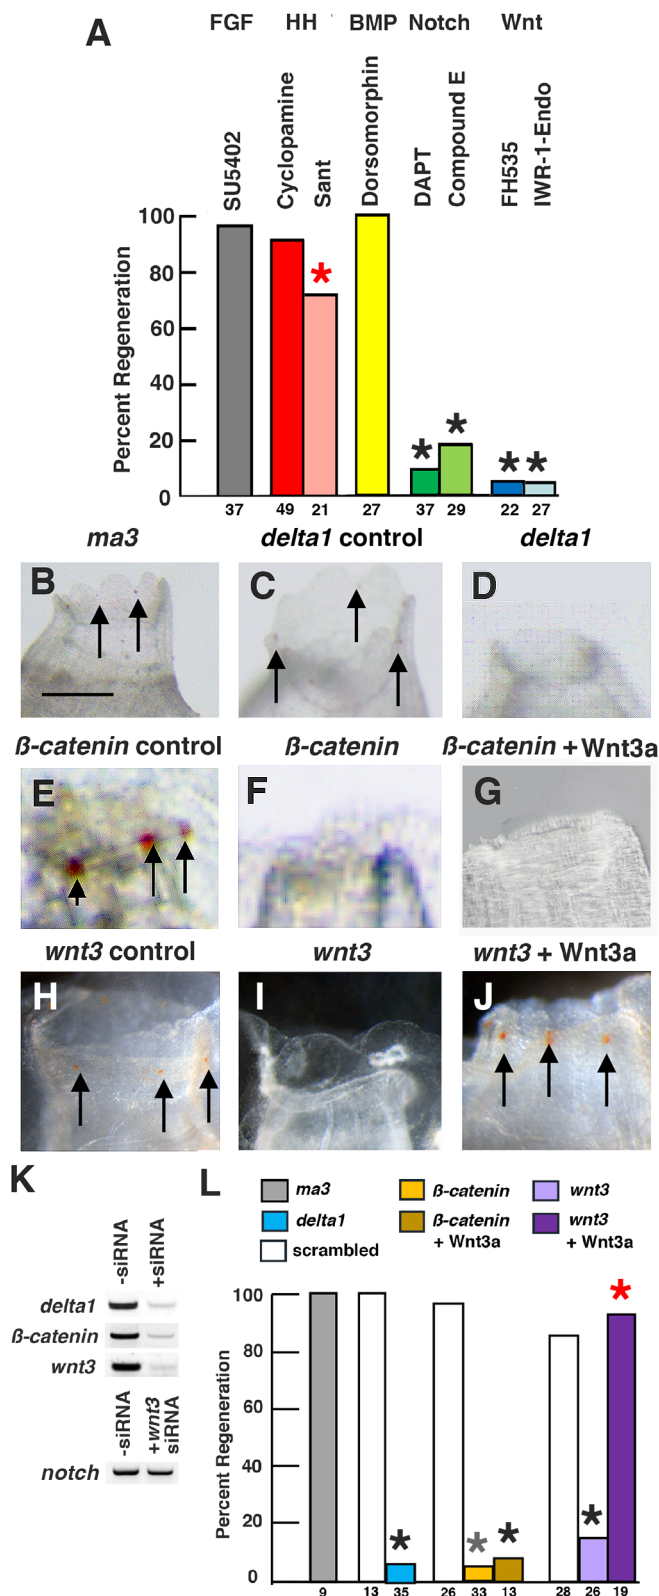 A
FGF HH BMP Notch Wnt
SU5402
Cyclopamine
Sant
Dorsomorphin
DAPT
Compound E
FH535
IWR-1-Endo
Percent Regeneration
100
80
60
40
20
0
37 49 21 27 37 29 22 27
ma3 delta1 control delta1
B C D
ß-catenin control ß-catenin ß-catenin + Wnt3a
E F G
wnt3 control wnt3 wnt3 + Wnt3a
H I J
K
-siRNA
+siRNA
delta1
ß-catenin
wnt3
-siRNA
+wnt3
siRNA
notch
L
ma3 ß-catenin wnt3
delta1 ß-catenin wnt3
+ Wnt3a + Wnt3a
scrambled
Percent Regeneration
100
80
60
40
20
0
9 13 35 26 33 13 28 26 19